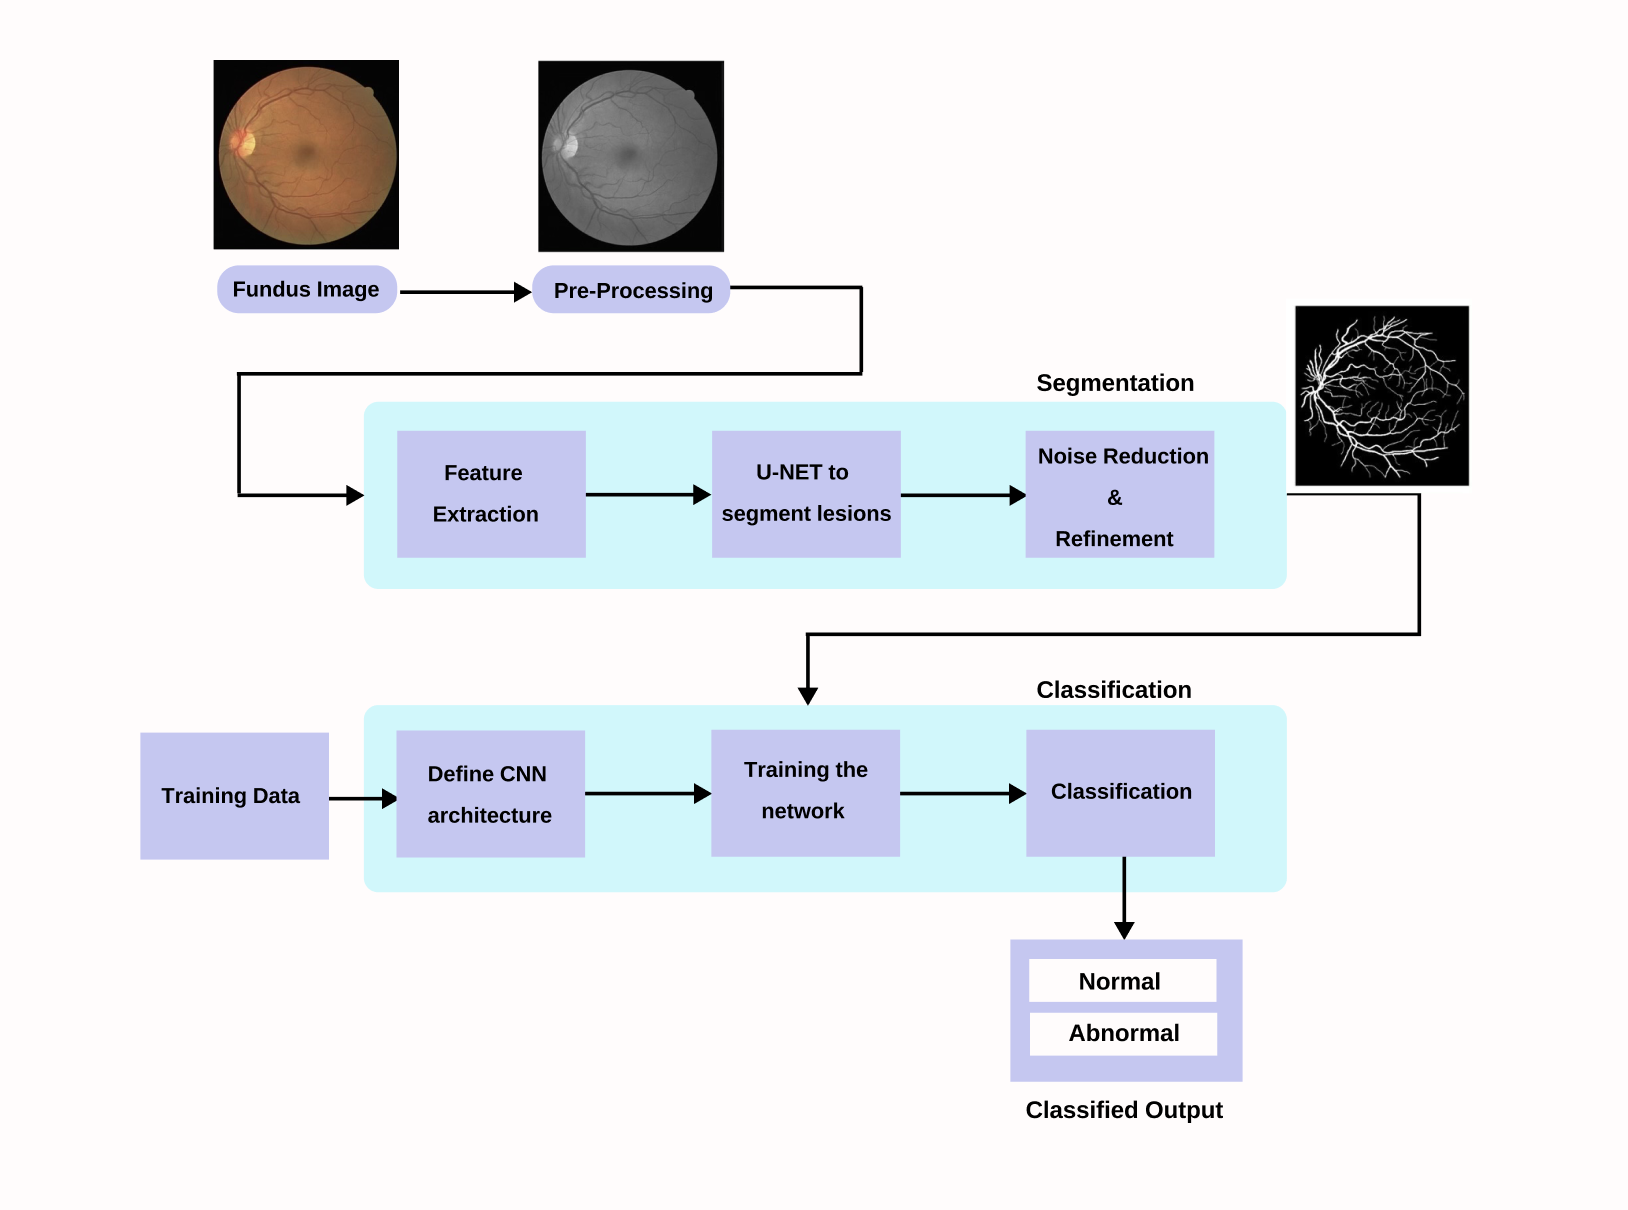 Fundus Image
Pre-Processing
Segmentation
Feature
Extraction
U-NET to
segment lesions
Noise Reduction
&
Refinement
Classification
Training Data
Define CNN
architecture
Training the
network
Classification
Normal
Abnormal
Classified Output